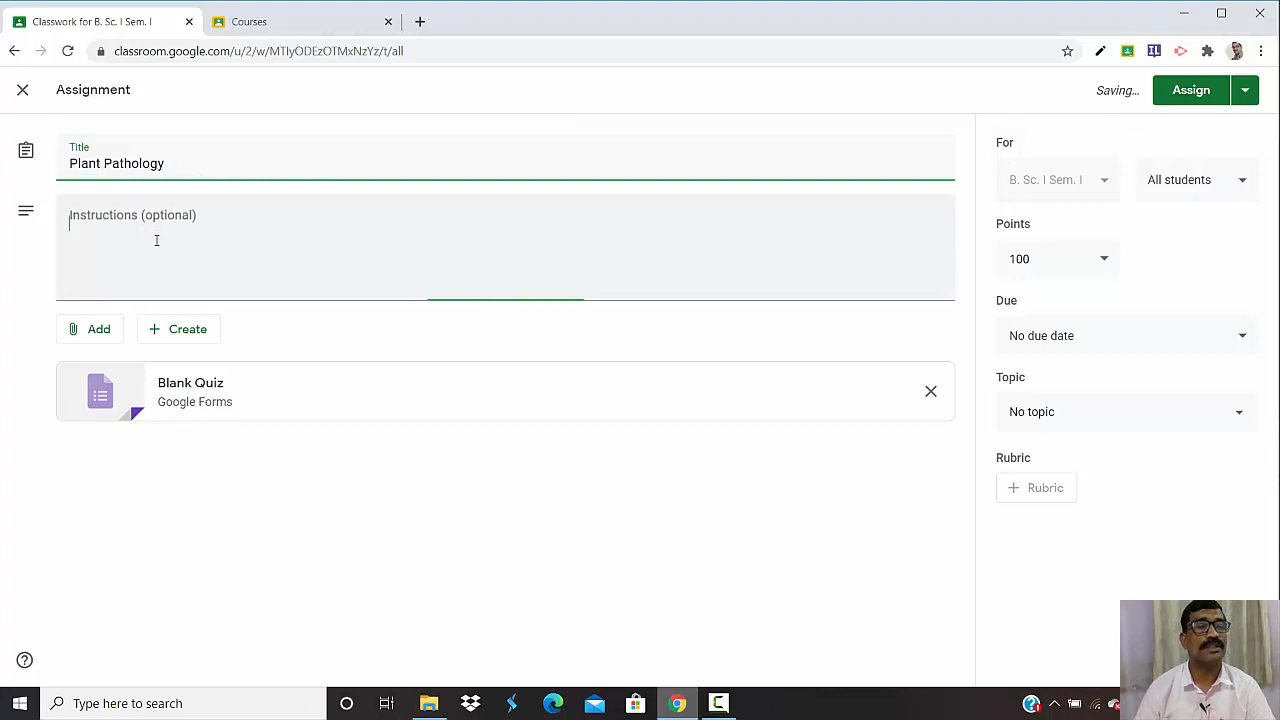 Classwork for B. Sc. I Sem. I
Courses
classroom.google.com/u/2/w/MTIyODEzOTMxNzYz/t/all
IL
Assignment
Saving...
Assign
Title
Plant Pathology
Instructions (optional)
Add
Create
Blank Quiz
Google Forms
For
B. Sc. I Sem. I
All students
Points
100
Due
No due date
Topic
No topic
Rubric
Rubric
Type here to search